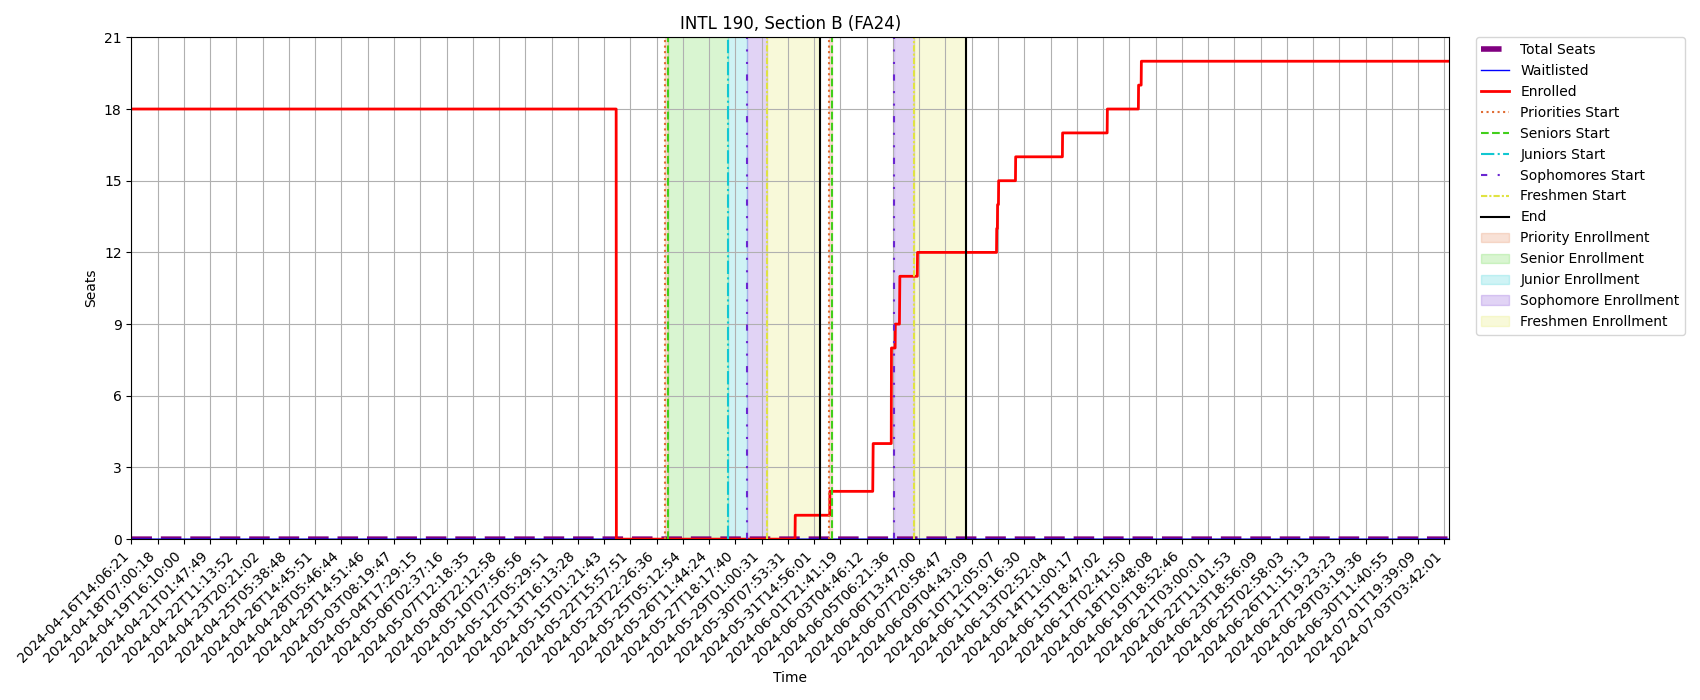 INTL 190, Section B (FA24)
Seats
21
18
15
12
9
6
3
0
2024-04-16T14:06:21
2024-04-18T07:00:18
2024-04-19T16:10:00
2024-04-21T01:47:49
2024-04-22T11:13:52
2024-04-23T20:21:02
2024-04-25T05:38:48
2024-04-26T14:45:51
2024-04-28T05:46:44
2024-04-29T14:51:46
2024-05-03T08:19:47
2024-05-04T17:29:15
2024-05-06T02:37:16
2024-05-07T12:18:35
2024-05-08T22:12:58
2024-05-10T07:56:56
2024-05-12T05:29:51
2024-05-13T16:13:28
2024-05-15T01:21:43
2024-05-22T15:57:51
2024-05-23T22:26:36
2024-05-25T05:12:54
2024-05-26T11:44:24
2024-05-27T18:17:40
2024-05-29T01:00:31
2024-05-30T07:53:31
2024-05-31T14:56:01
2024-06-01T21:41:19
2024-06-03T04:46:12
2024-06-05T06:21:36
2024-06-06T13:47:00
2024-06-07T20:58:47
2024-06-09T04:43:09
2024-06-10T12:05:07
2024-06-11T19:16:30
2024-06-13T02:52:04
2024-06-14T11:00:17
2024-06-15T18:47:02
2024-06-17T02:41:50
2024-06-18T10:48:08
2024-06-19T18:52:46
2024-06-21T03:00:01
2024-06-22T11:01:53
2024-06-23T18:56:09
2024-06-25T02:58:03
2024-06-26T11:15:13
2024-06-27T19:23:23
2024-06-29T03:19:36
2024-06-30T11:40:55
2024-07-01T19:39:09
2024-07-03T03:42:01
Time
Total Seats
Waitlisted
Enrolled
Priorities Start
Seniors Start
Juniors Start
Sophomores Start
Freshmen Start
End
Priority Enrollment
Senior Enrollment
Junior Enrollment
Sophomore Enrollment
Freshmen Enrollment